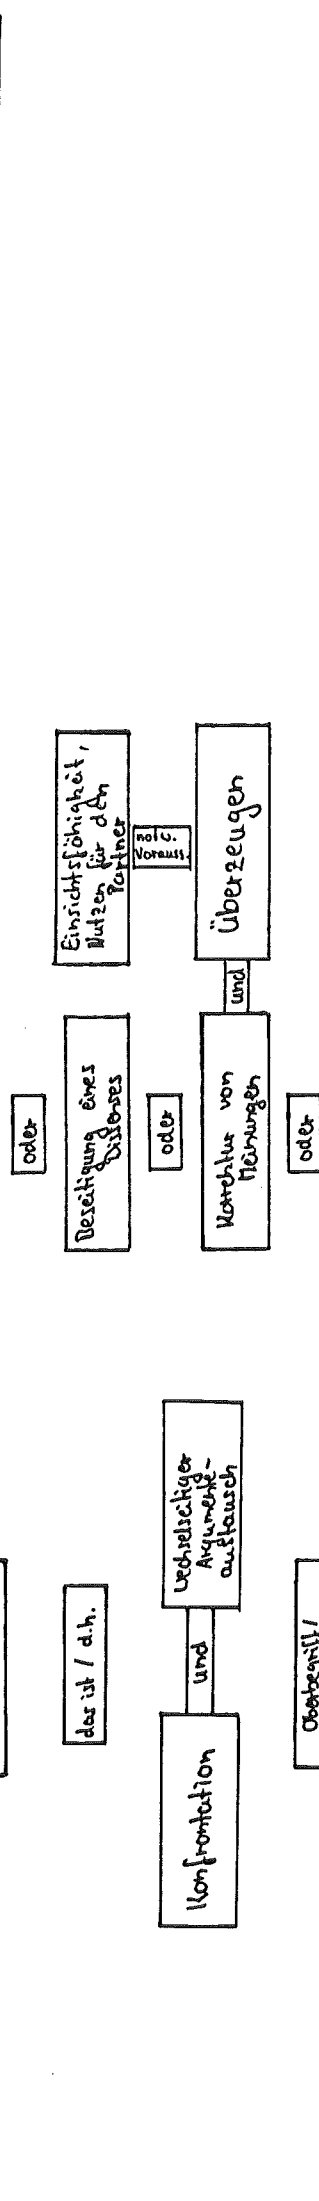 oder
das ist / d.h.
Beseitigung eines
Dissenses
Einsichtsfähigkeit,
Nutzen für den
Partner
oder
notw.
Vorauss.
Konfrontation
und
wechselseitiger
Argumente-
austausch
Korrektur von
Meinungen
und
Überzeugen
Oberbegriff/
oder